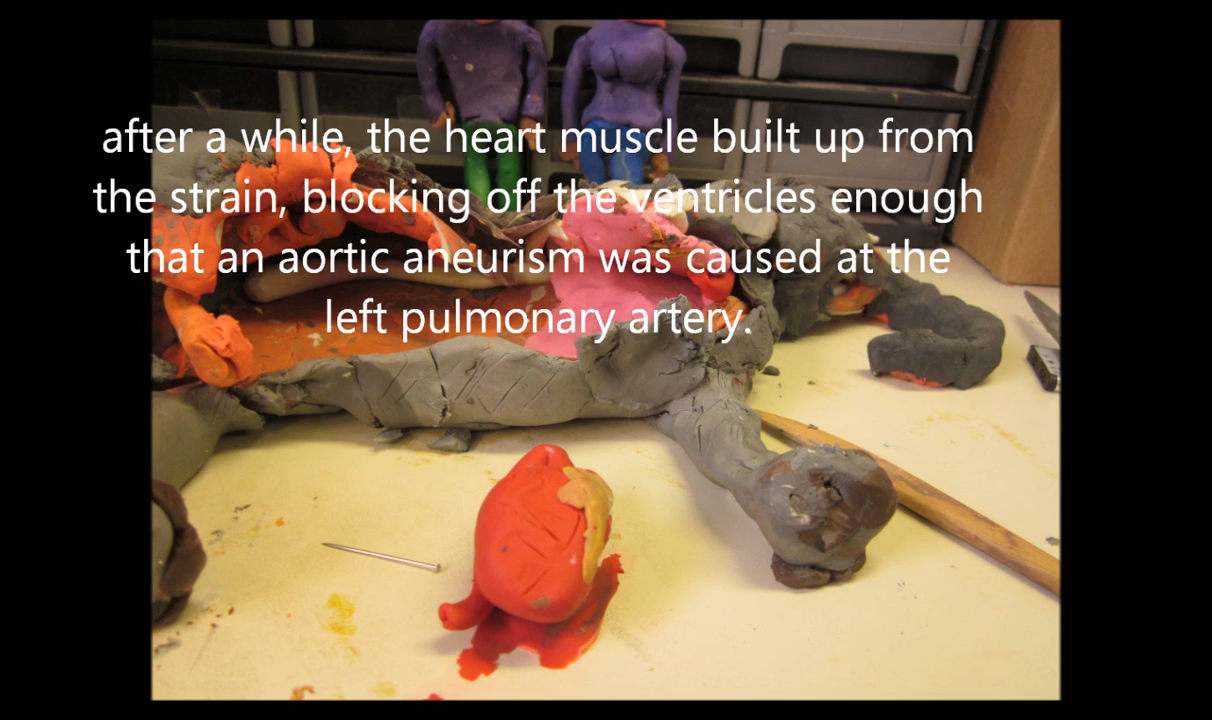 after a while, the heart muscle built up from
the strain, blocking off the ventricles enough
that an aortic aneurism was caused at the
left pulmonary artery.